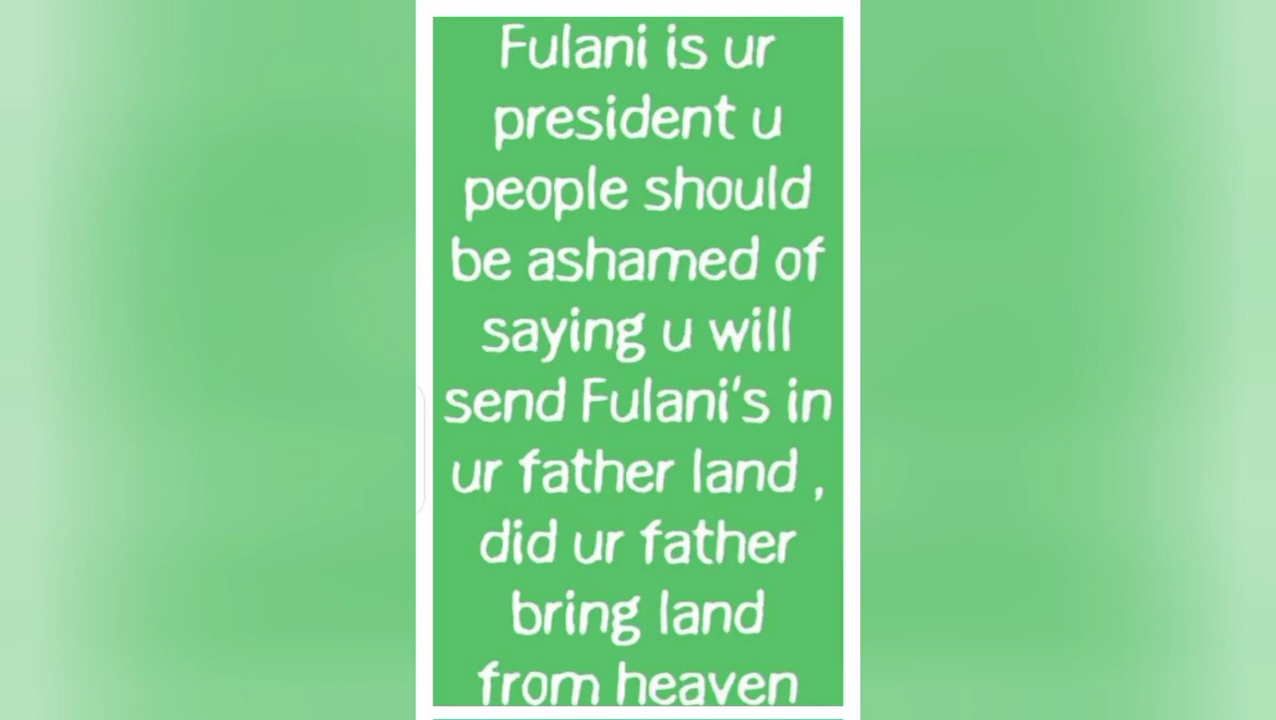 Fulani is ur
president u
people should
be ashamed of
saying u will
send Fulani's in
ur father land ,
did ur father
bring land
from heaven